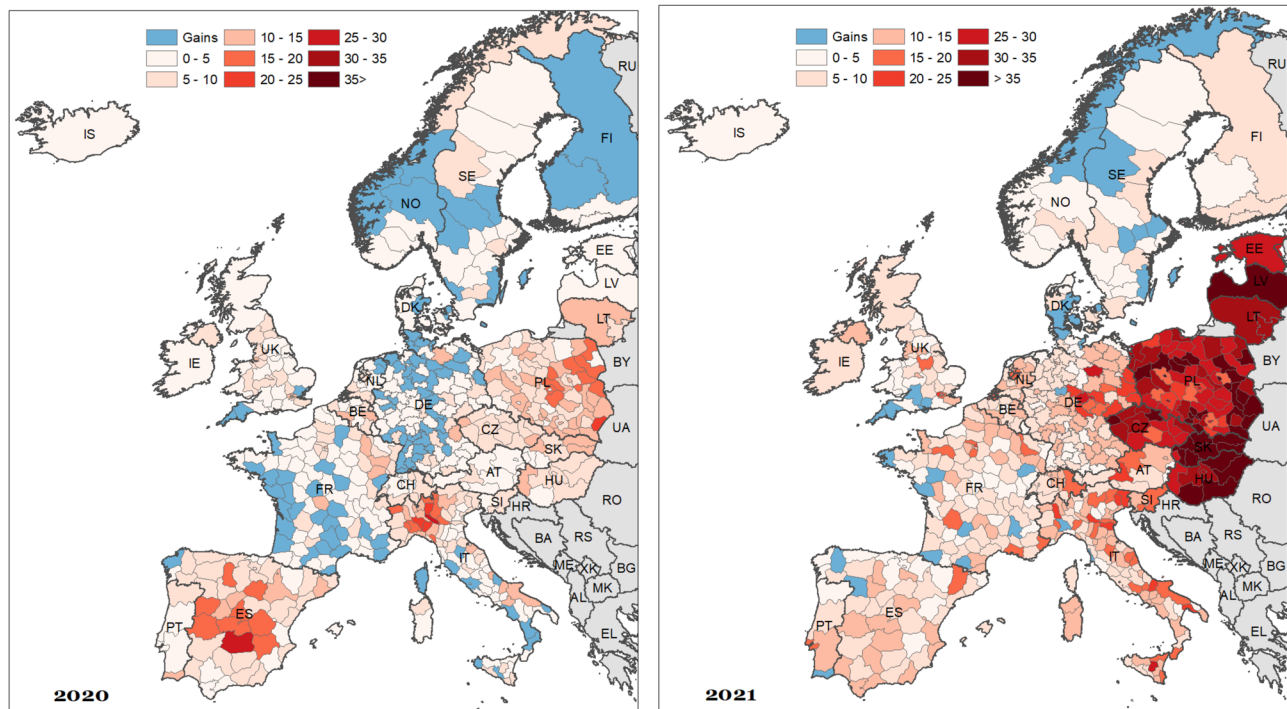 Gains 10 - 15 25 - 30
0 - 5 15 - 20 30 - 35
5 - 10 20 - 25 35>
RU
IS
FI
SE
NO
EE
LV
LT
DK
IE
UK
BY
NL
PL
DE
BE
UA
CZ
SK
FR
CH
AT
HU
SI
HR
RO
BA
RS
IT
ME
XK
BG
MK
AL
ES
PT
EL
2020
Gains 10 - 15 25 - 30
0 - 5 15 - 20 30 - 35
5 - 10 20 - 25 > 35
RU
IS
FI
SE
NO
EE
LV
LT
DK
IE
UK
BY
NL
PL
DE
BE
UA
CZ
SK
FR
CH
AT
HU
SI
HR
RO
BA
RS
IT
ME
XK
BG
MK
AL
ES
PT
EL
2021